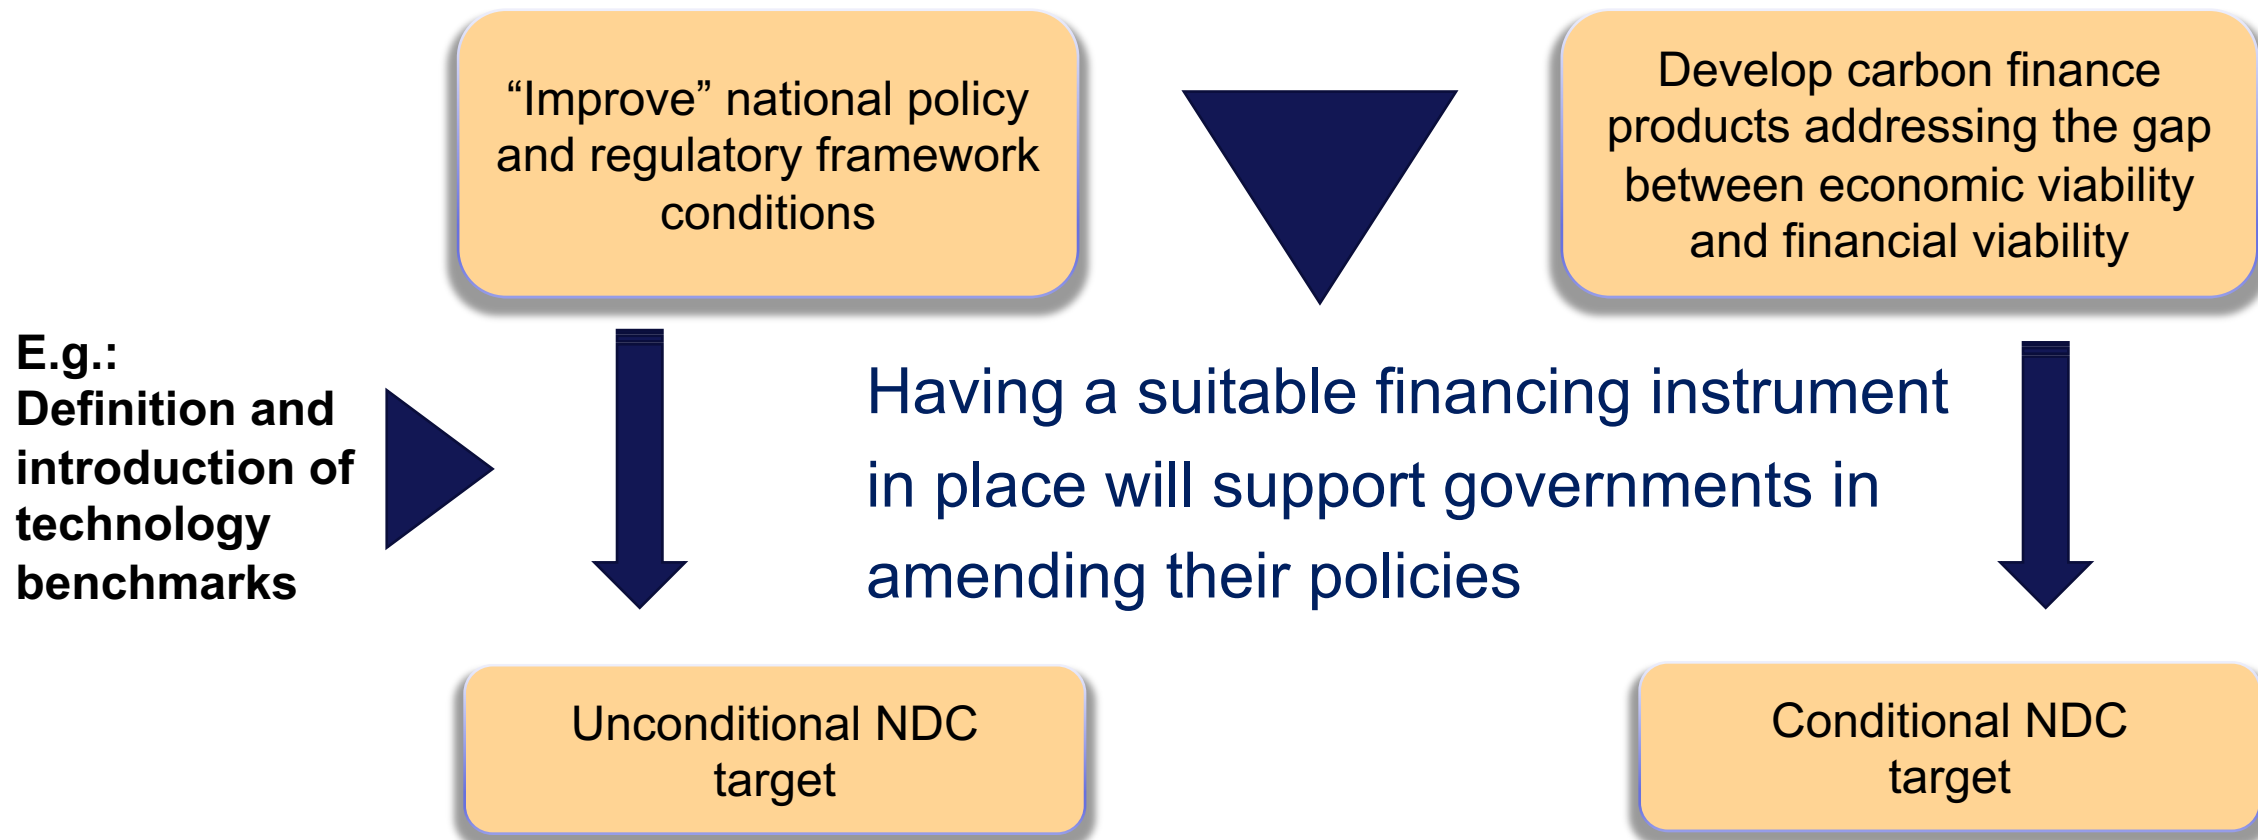 “Improve” national policy
and regulatory framework
conditions
Develop carbon finance
products addressing the gap
between economic viability
and financial viability
E.g.:
Definition and
introduction of
technology
benchmarks
Having a suitable financing instrument
in place will support governments in
amending their policies
Unconditional NDC
target
Conditional NDC
target